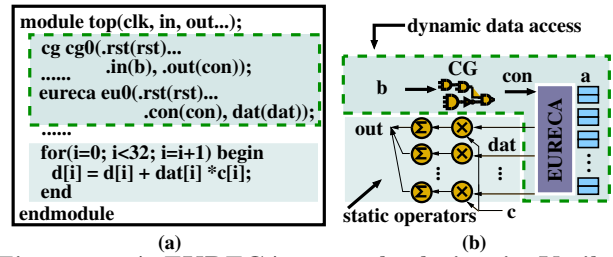 module top(clk, in, out...);
cg cg0(.rst(rst)...
...... .in(b), .out(con));
eureca eu0(.rst(rst)...
.con(con), dat(dat));
......
for(i=0; i<32; i=i+1) begin
d[i] = d[i] + dat[i] *c[i];
end
endmodule
(a)
dynamic data access
CG
b
con
a
EURECA
out
Σ × 
dat
Σ ×
⋮ ⋮ ⋮
Σ ×
static operators
c
(b)